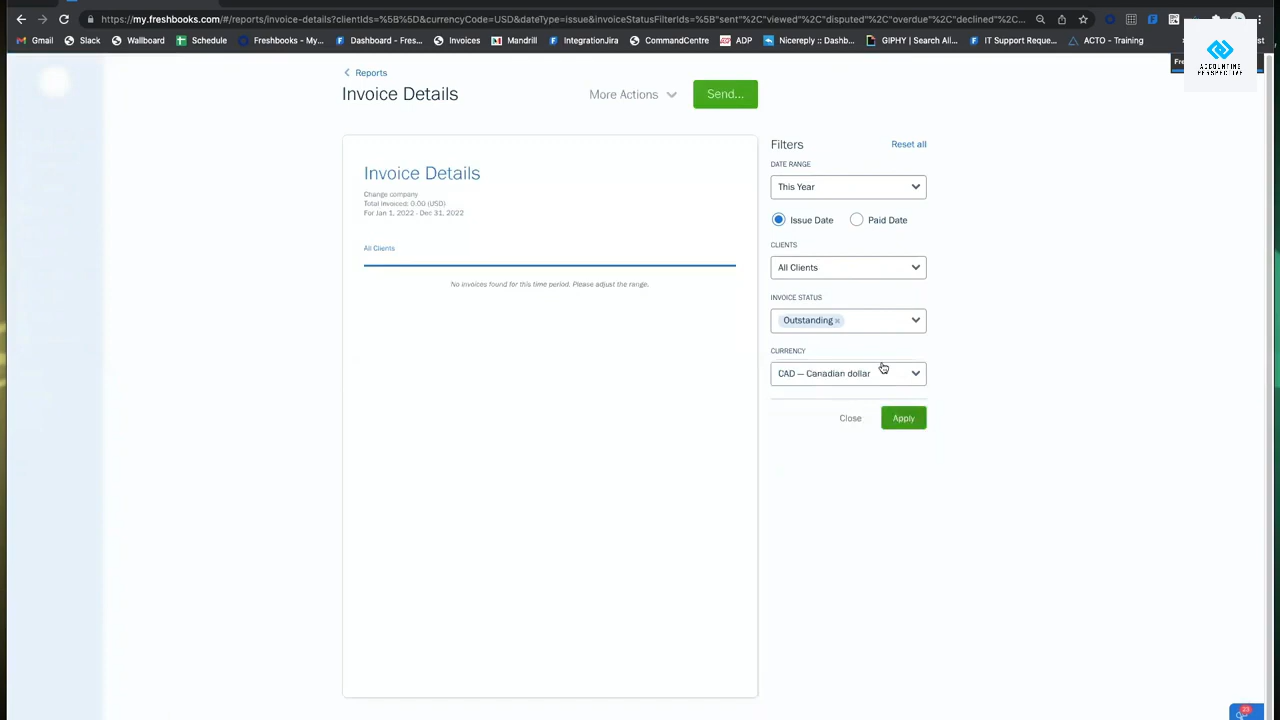 https://my.freshbooks.com/#/reports/invoice-details?clientIds=%5B%5D&currencyCode=USD&dateType=issue&invoiceStatusFilterIds=%5B"sent"%2C"viewed"%2C"disputed"%2C"overdue"%2C"declined"%2C...
Gmail Slack Wallboard Schedule Freshbooks - My... Dashboard - Fres... Invoices Mandrill IntegrationJira CommandCentre ADP Nicereply :: Dashb... GIPHY | Search All... IT Support Reque... ACTO - Training
ACCOUNTING
PERSPECTIVE
Reports
Invoice Details
More Actions
Send...
Invoice Details
Change company
Total Invoiced: 0.00 (USD)
For Jan 1, 2022 - Dec 31, 2022
All Clients
No invoices found for this time period. Please adjust the range.
Filters
Reset all
DATE RANGE
This Year
Issue Date Paid Date
CLIENTS
All Clients
INVOICE STATUS
Outstanding ×
CURRENCY
CAD – Canadian dollar
Close Apply
23